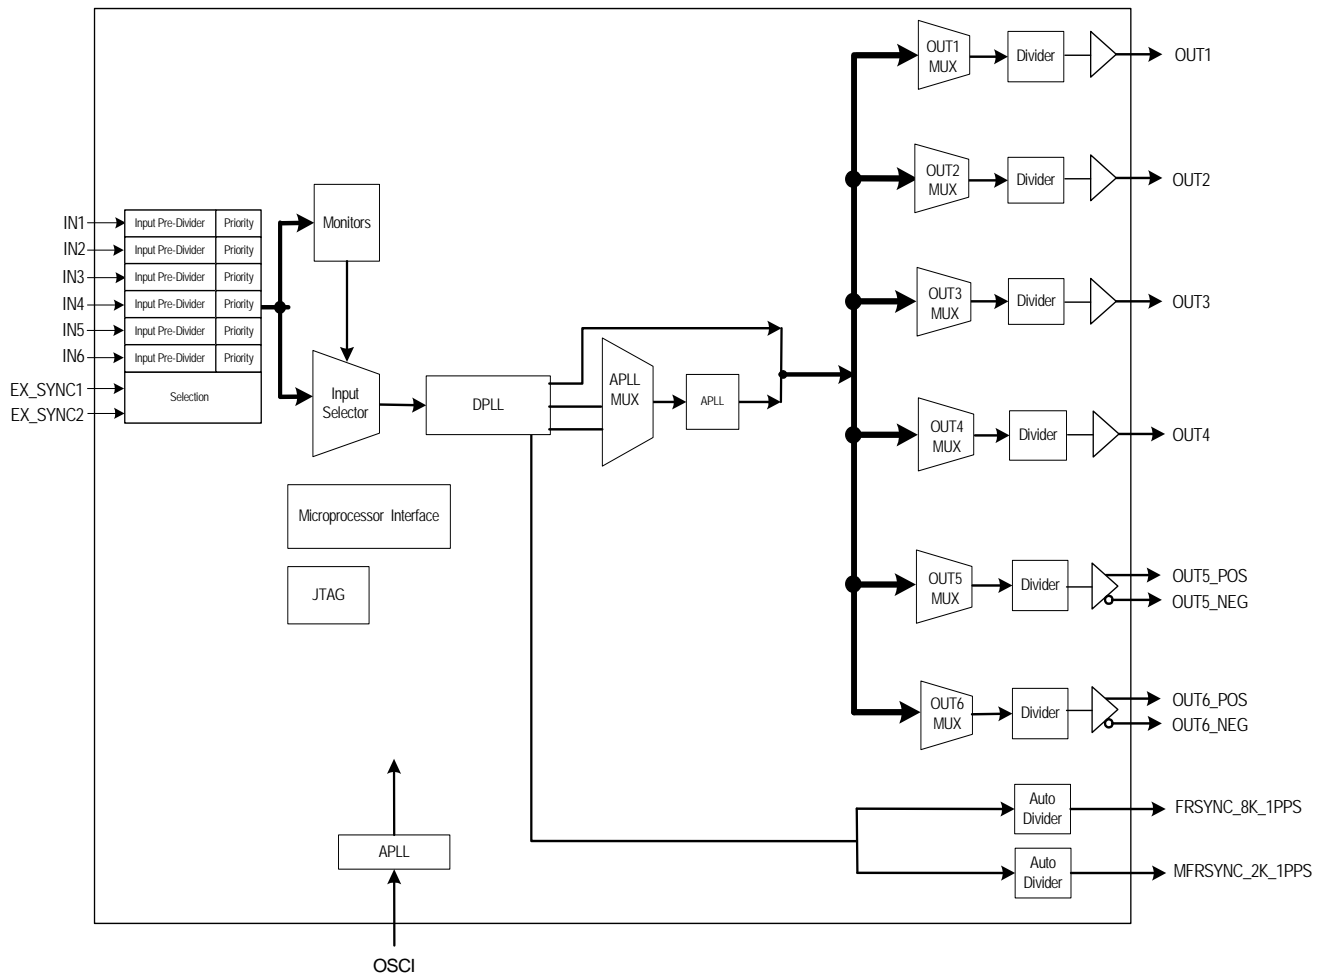 OUT1
MUX
Divider
OUT1
OUT2
MUX
Divider
OUT2
IN1
Input Pre-Divider
Priority
Monitors
IN2
Input Pre-Divider
Priority
IN3
Input Pre-Divider
Priority
IN4
Input Pre-Divider
Priority
IN5
Input Pre-Divider
Priority
IN6
Input Pre-Divider
Priority
EX_SYNC1
EX_SYNC2
Selection
Input
Selector
DPLL
APLL
MUX
APLL
OUT3
MUX
Divider
OUT3
OUT4
MUX
Divider
OUT4
Microprocessor Interface
JTAG
OUT5
MUX
Divider
OUT5_POS
OUT5_NEG
OUT6
MUX
Divider
OUT6_POS
OUT6_NEG
Auto
Divider
FRSYNC_8K_1PPS
APLL
Auto
Divider
MFRSYNC_2K_1PPS
OSCI